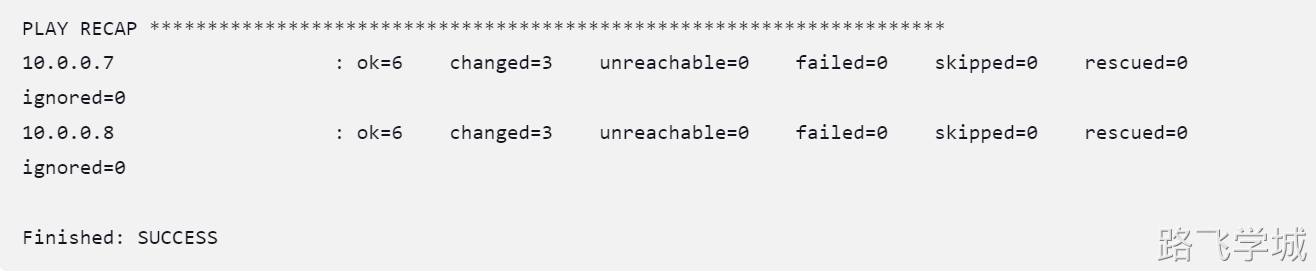 PLAY RECAP *********************************************************************
10.0.0.7 : ok=6 changed=3 unreachable=0 failed=0 skipped=0 rescued=0
ignored=0
10.0.0.8 : ok=6 changed=3 unreachable=0 failed=0 skipped=0 rescued=0
ignored=0
Finished: SUCCESS
路飞学城